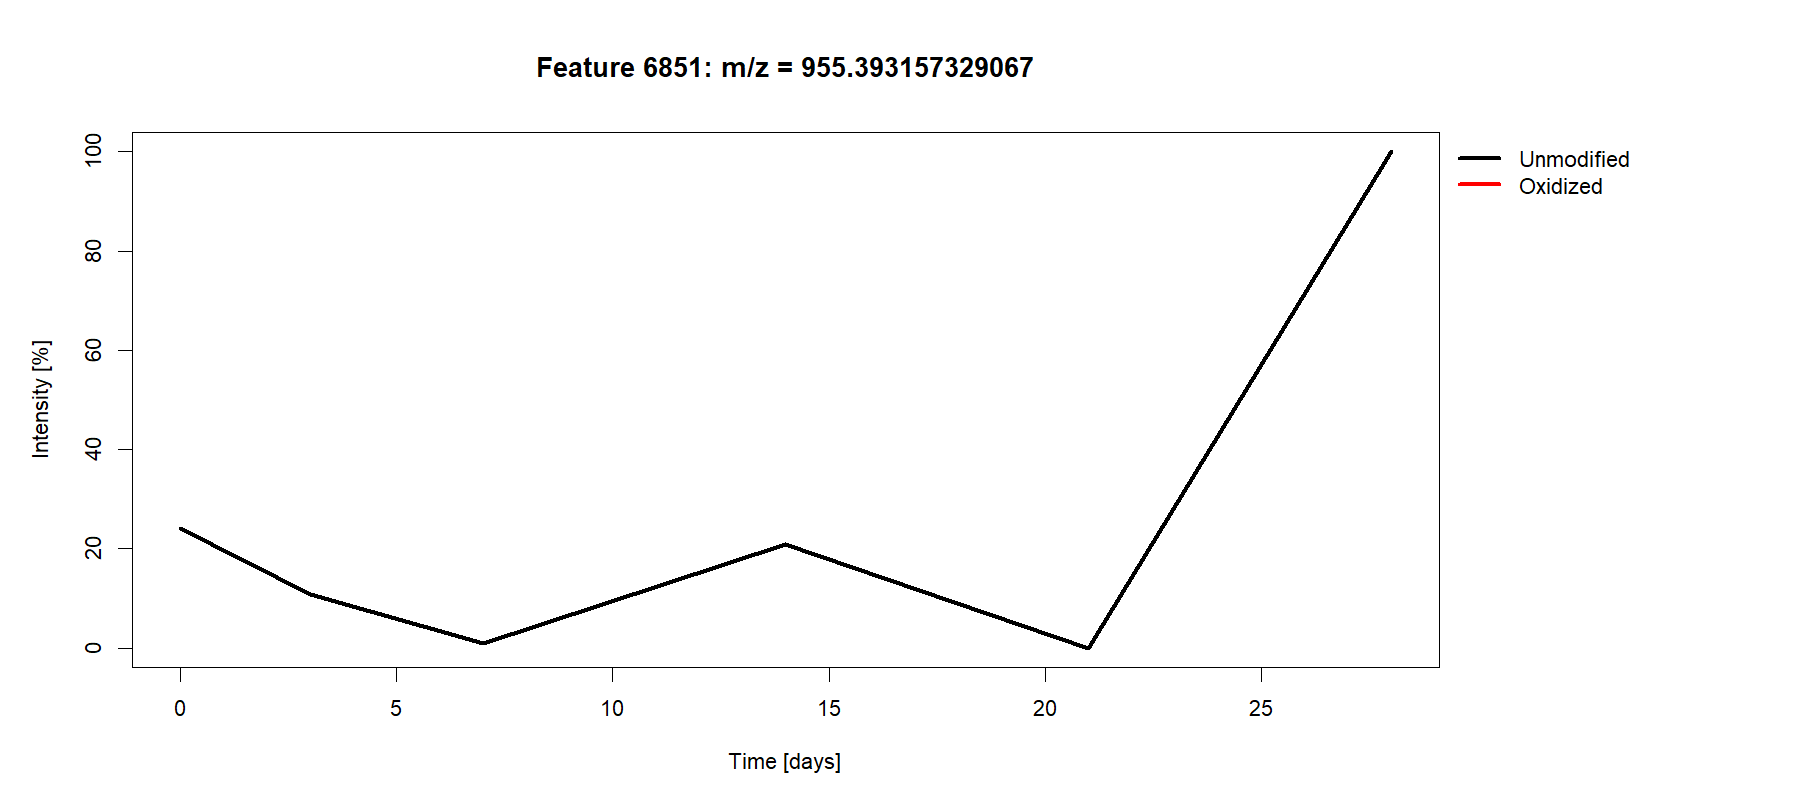 Feature 6851: m/z = 955.393157329067
Unmodified
Oxidized
Intensity [%]
100
80
60
40
20
0
0 5 10 15 20 25
Time [days]